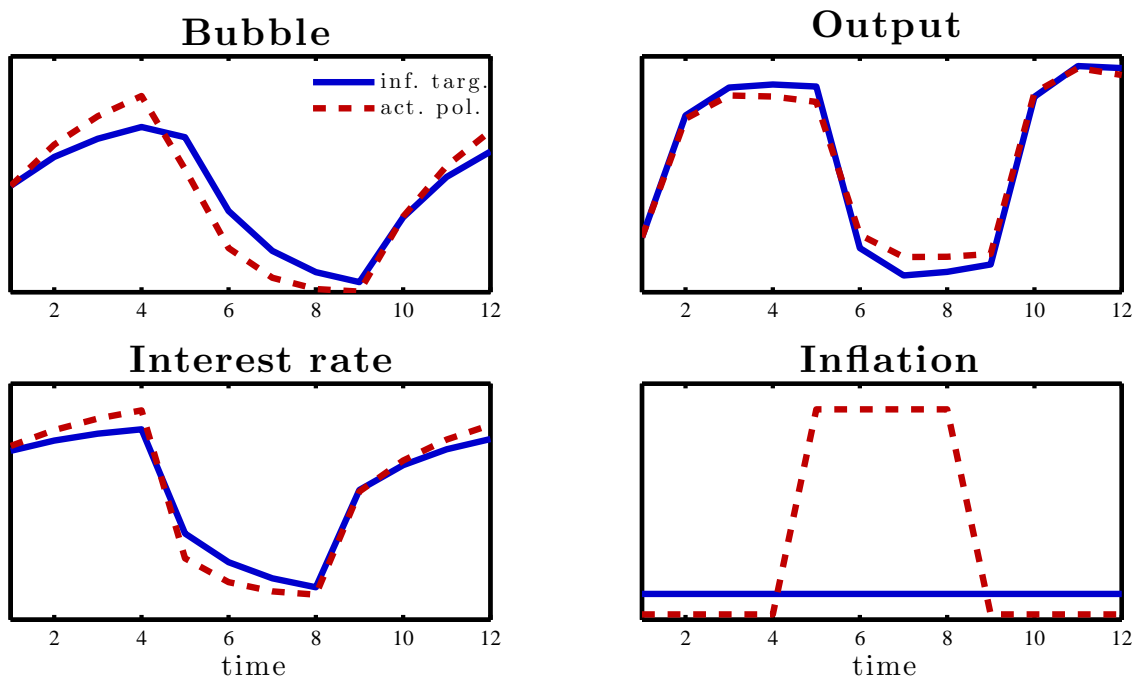 Bubble
inf. targ.
act. pol.
2 4 6 8 10 12
Output
2 4 6 8 10 12
Interest rate
2 4 6 8 10 12
time
Inflation
2 4 6 8 10 12
time